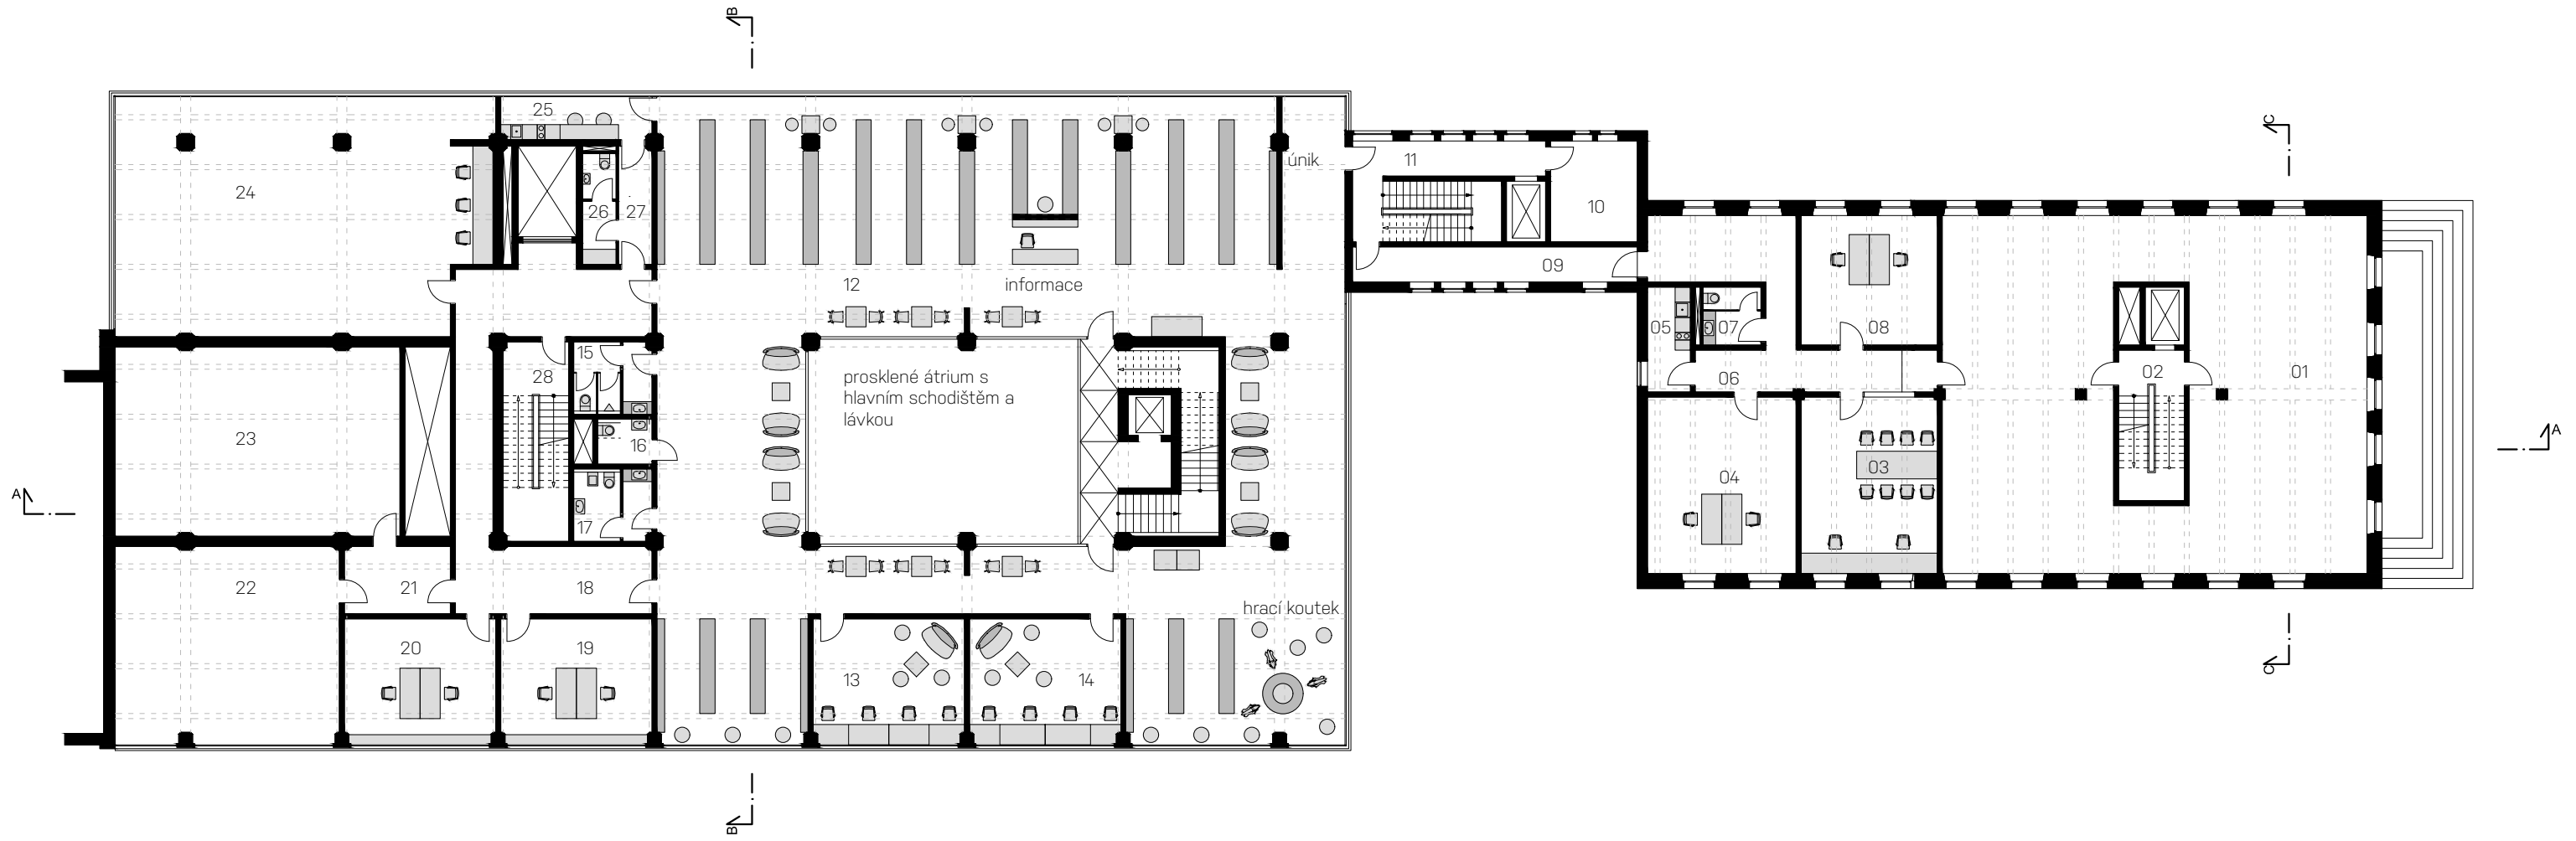 B
C
25
únik
11
24
26
27
10
09
12
informace
15
05
07
08
28
prosklené átrium s
hlavním schodištěm a
lávkou
06
02
01
23
16
A
03
04
A
17
22
21
18
hrací koutek
20
19
13
14
C
B